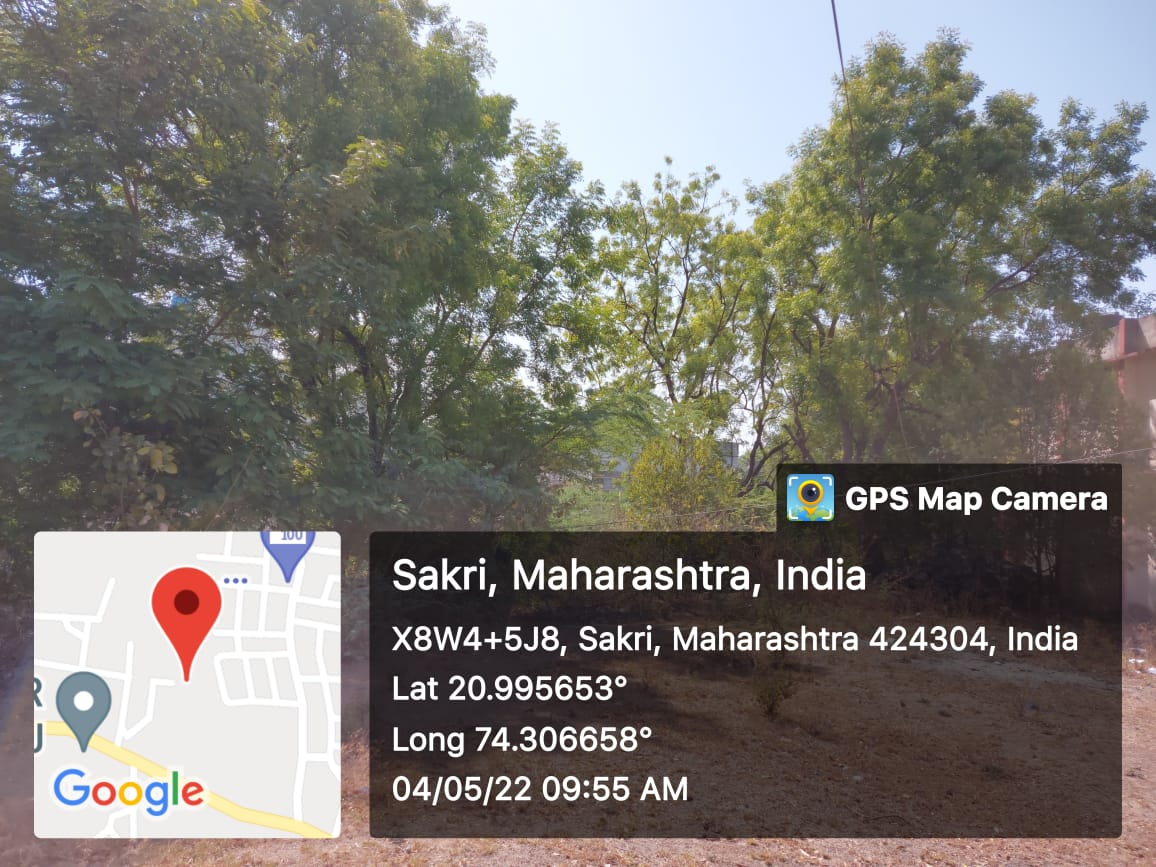 GPS Map Camera
Sakri, Maharashtra, India
X8W4+5J8, Sakri, Maharashtra 424304, India
Lat 20.995653°
Long 74.306658°
04/05/22 09:55 AM
100
R
J
Google